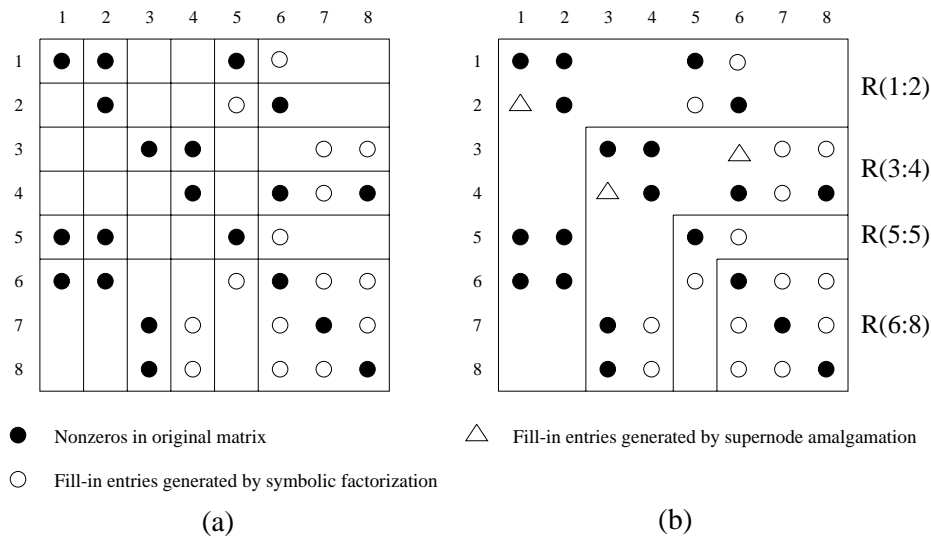 1 2 3 4 5 6 7 8
1
2
3
4
5
6
7
8
1 2 3 4 5 6 7 8
1
2
3
4
5
6
7
8
R(1:2)
R(3:4)
R(5:5)
R(6:8)
Nonzeros in original matrix
Fill-in entries generated by symbolic factorization
Fill-in entries generated by supernode amalgamation
(a)
(b)